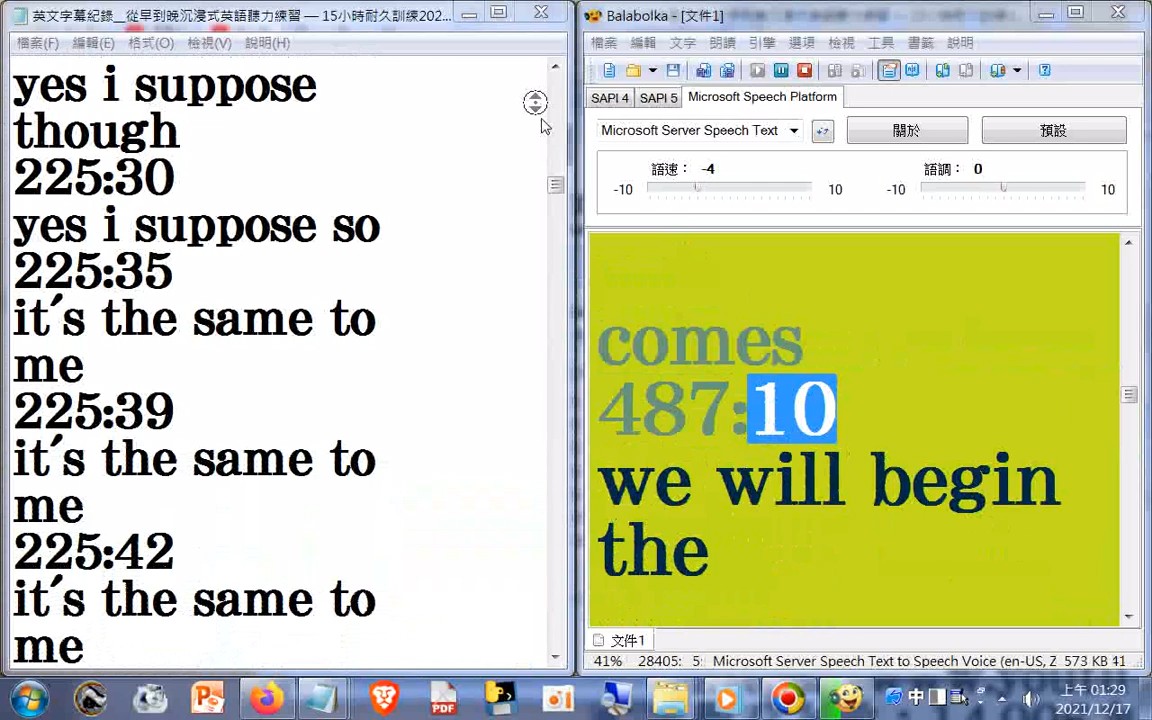 英文字幕紀錄__從早到晚沉浸式英語聽力練習 — 15小時耐久訓練202...
檔案(F) 編輯(E) 格式(O) 檢視(V) 說明(H)
yes i suppose
though
225:30
yes i suppose so
225:35
it's the same to
me
225:39
it's the same to
me
225:42
it's the same to
me
Balabolka - [文件1]
檔案 編輯 文字 朗讀 引擎 選項 檢視 工具 書籤 說明
SAPI 4 SAPI 5 Microsoft Speech Platform
Microsoft Server Speech Text 關於 預設
語速： -4 語調： 0
-10 10 -10 10
comes
487:10
we will begin
the
文件1
41% 28405: 5: Microsoft Server Speech Text to Speech Voice (en-US, Z 573 KB 41
PDF
中
上午 01:29
2021/12/17